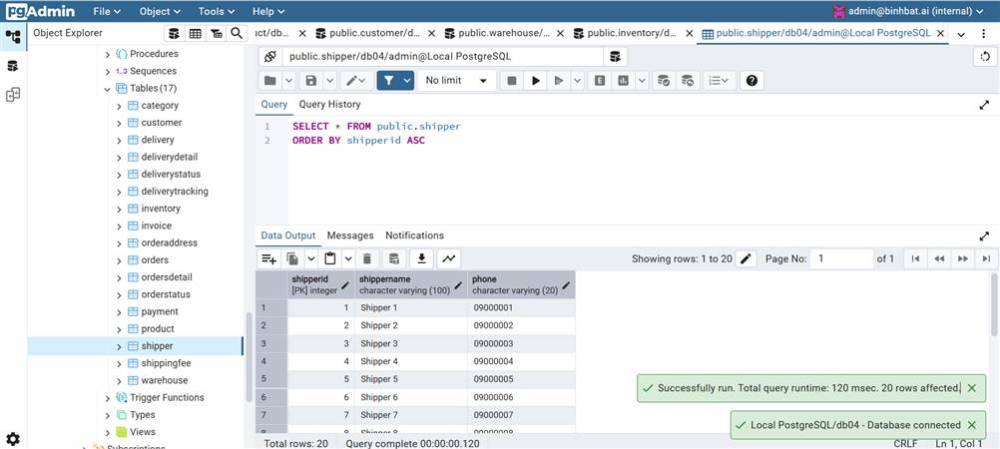 pgAdmin File Object Tools Help admin@binhbat.ai (internal)
Object Explorer
ct/db... public.customer/d... public.warehouse/... public.inventory/d... public.shipper/db04/admin@Local PostgreSQL
public.shipper/db04/admin@Local PostgreSQL
No limit
E
Query Query History
1 SELECT * FROM public.shipper
2 ORDER BY shipperid ASC
Procedures
1..3 Sequences
Tables (17)
category
customer
delivery
deliverydetail
deliverystatus
deliverytracking
inventory
invoice
orderaddress
orders
ordersdetail
orderstatus
payment
product
shipper
shippingfee
warehouse
Trigger Functions
Types
Views
Subscriptions
Data Output Messages Notifications
Showing rows: 1 to 20 Page No: 1 of 1
shipperid shippername phone
[PK] integer character varying (100) character varying (20)
1 1 Shipper 1 09000001
2 2 Shipper 2 09000002
3 3 Shipper 3 09000003
4 4 Shipper 4 09000004
5 5 Shipper 5 09000005
6 6 Shipper 6 09000006
7 7 Shipper 7 09000007
8 8 Shipper 8 09000008
Successfully run. Total query runtime: 120 msec. 20 rows affected.
Local PostgreSQL/db04 - Database connected
Total rows: 20 Query complete 00:00:00.120 CRLF Ln 1, Col 1